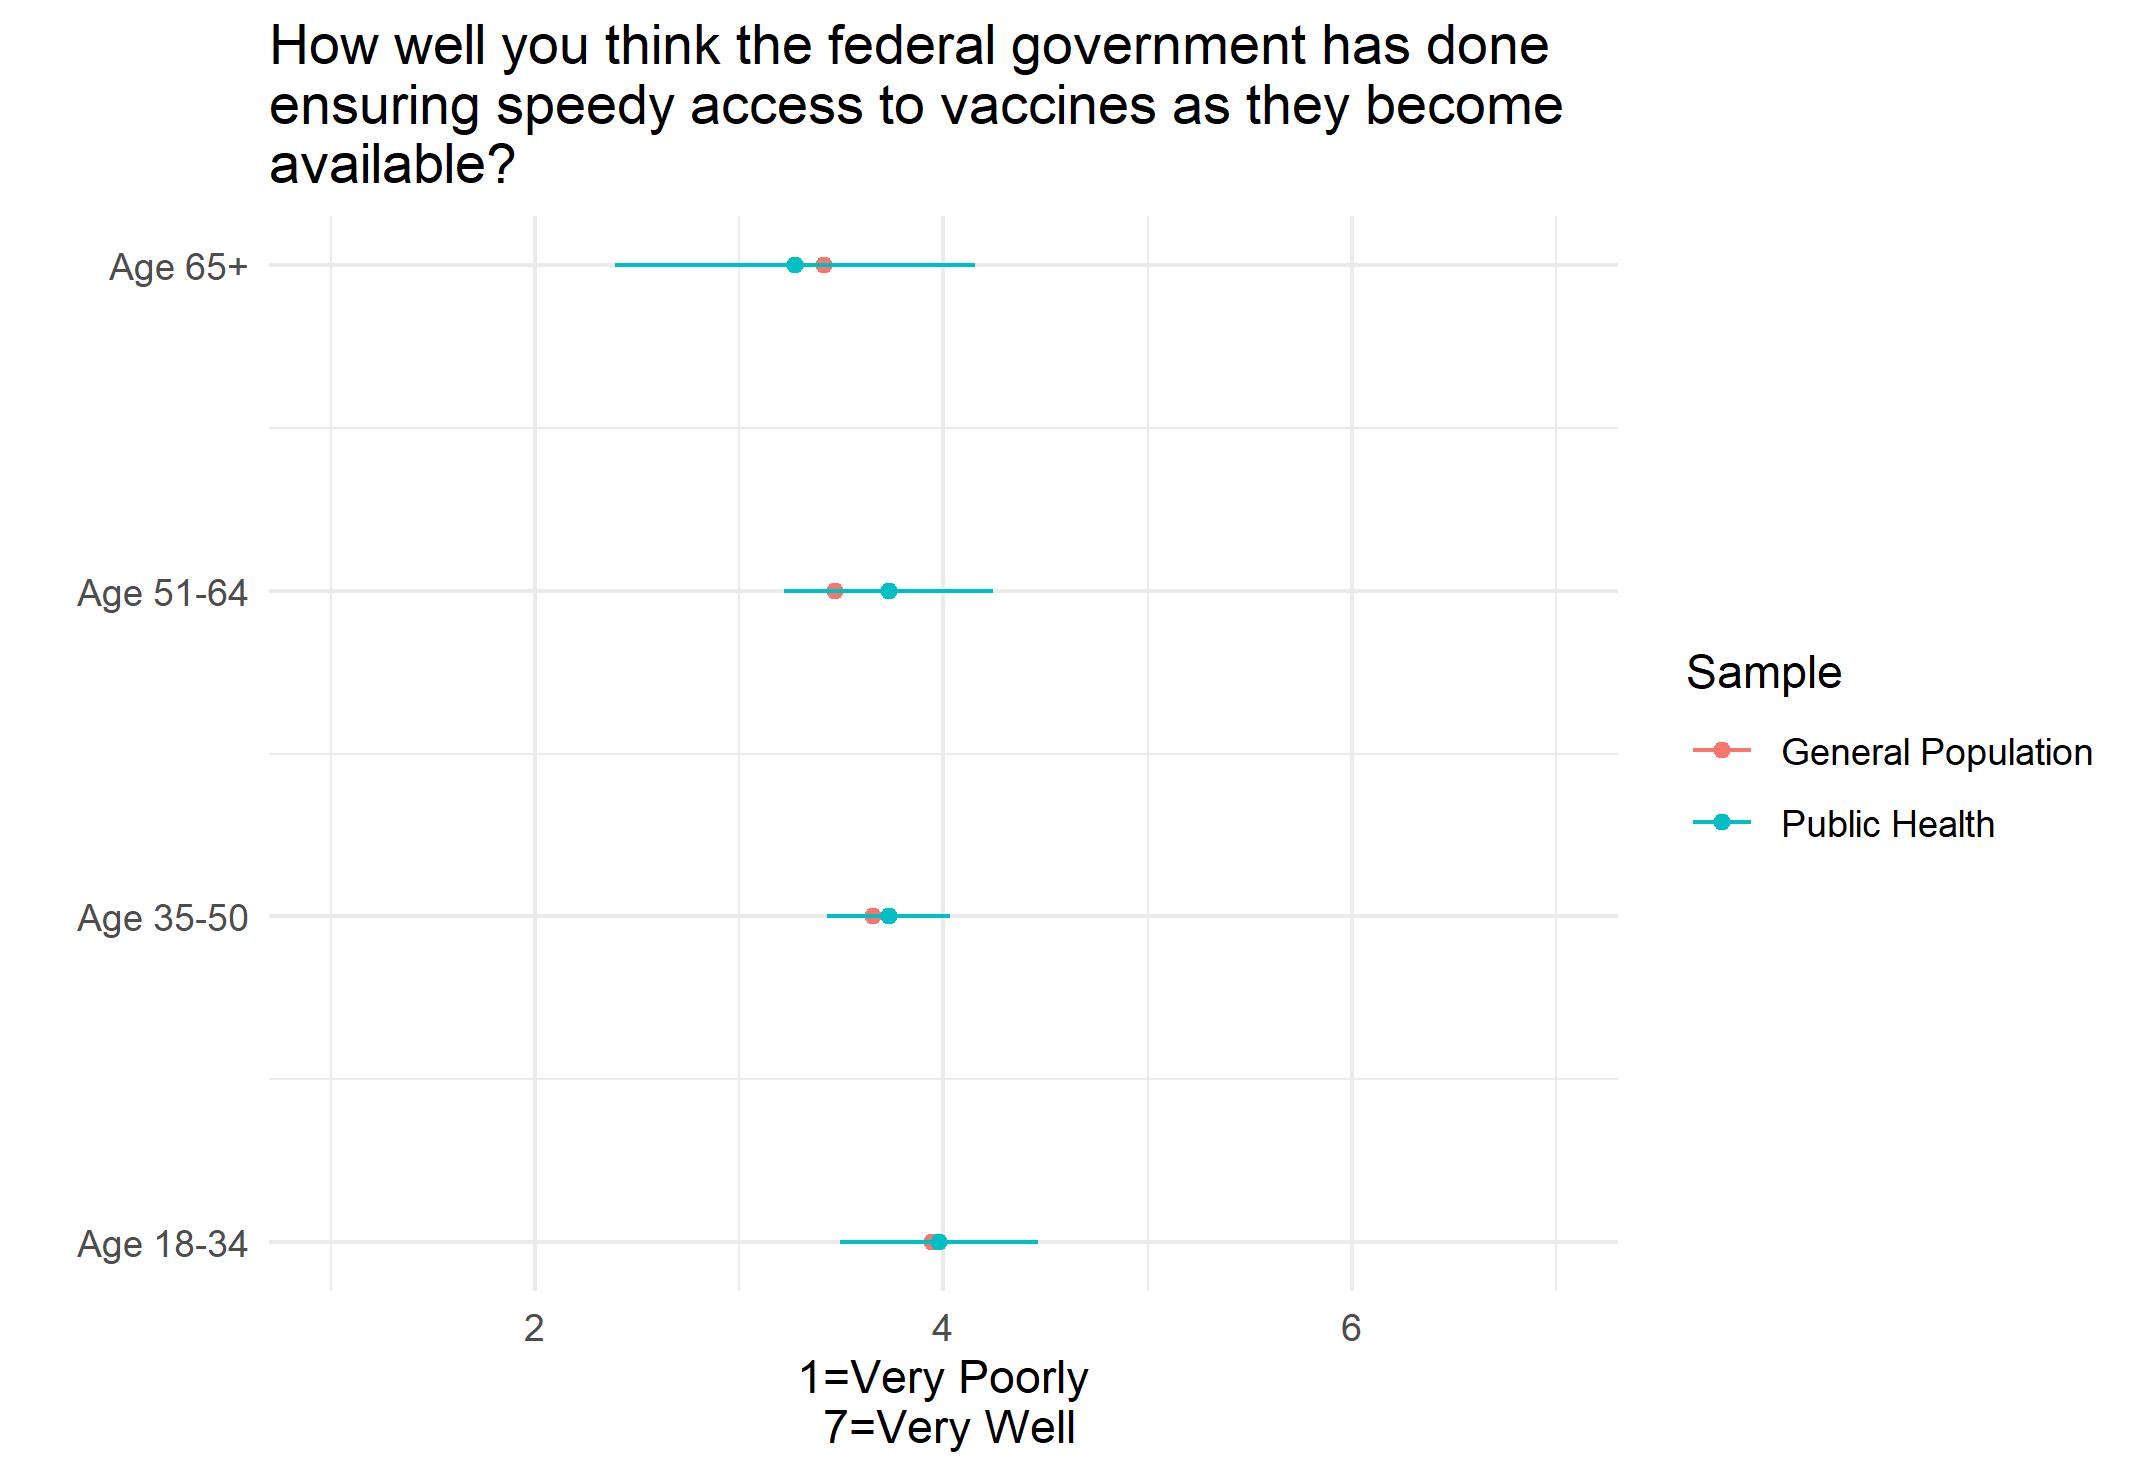 How well you think the federal government has done
ensuring speedy access to vaccines as they become
available?
Age 65+
Age 51-64
Age 35-50
Age 18-34
2
4
6
1=Very Poorly
7=Very Well
Sample
General Population
Public Health